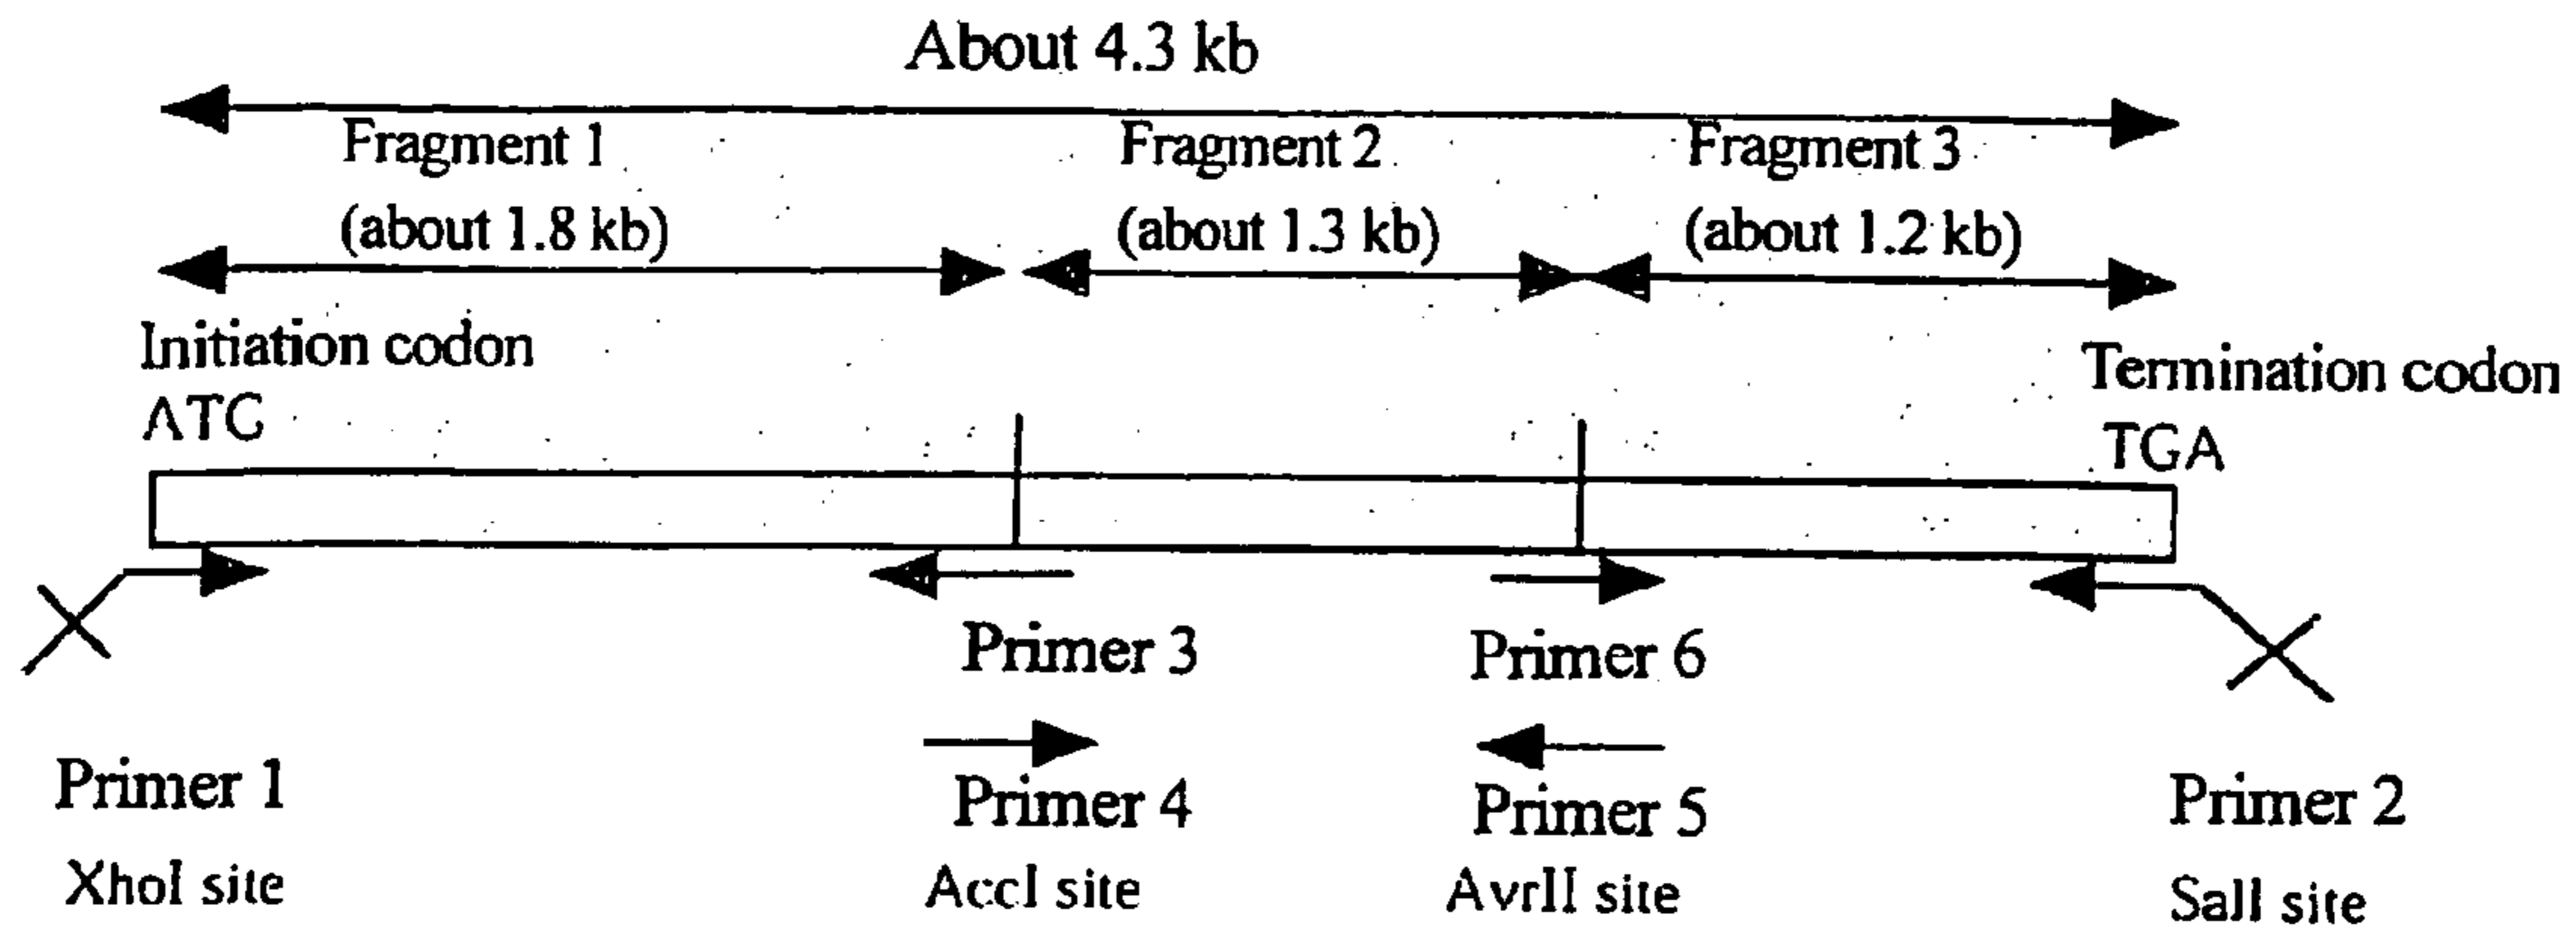 About 4.3 kb
Fragment 1 Fragment 2 Fragment 3
(about 1.8 kb) (about 1.3 kb) (about 1.2 kb)
Initiation codon Termination codon
ATG TGA
Primer 3 Primer 6
Primer 1 Primer 4 Primer 5 Primer 2
XhoI site AccI site AvrII site SalI site